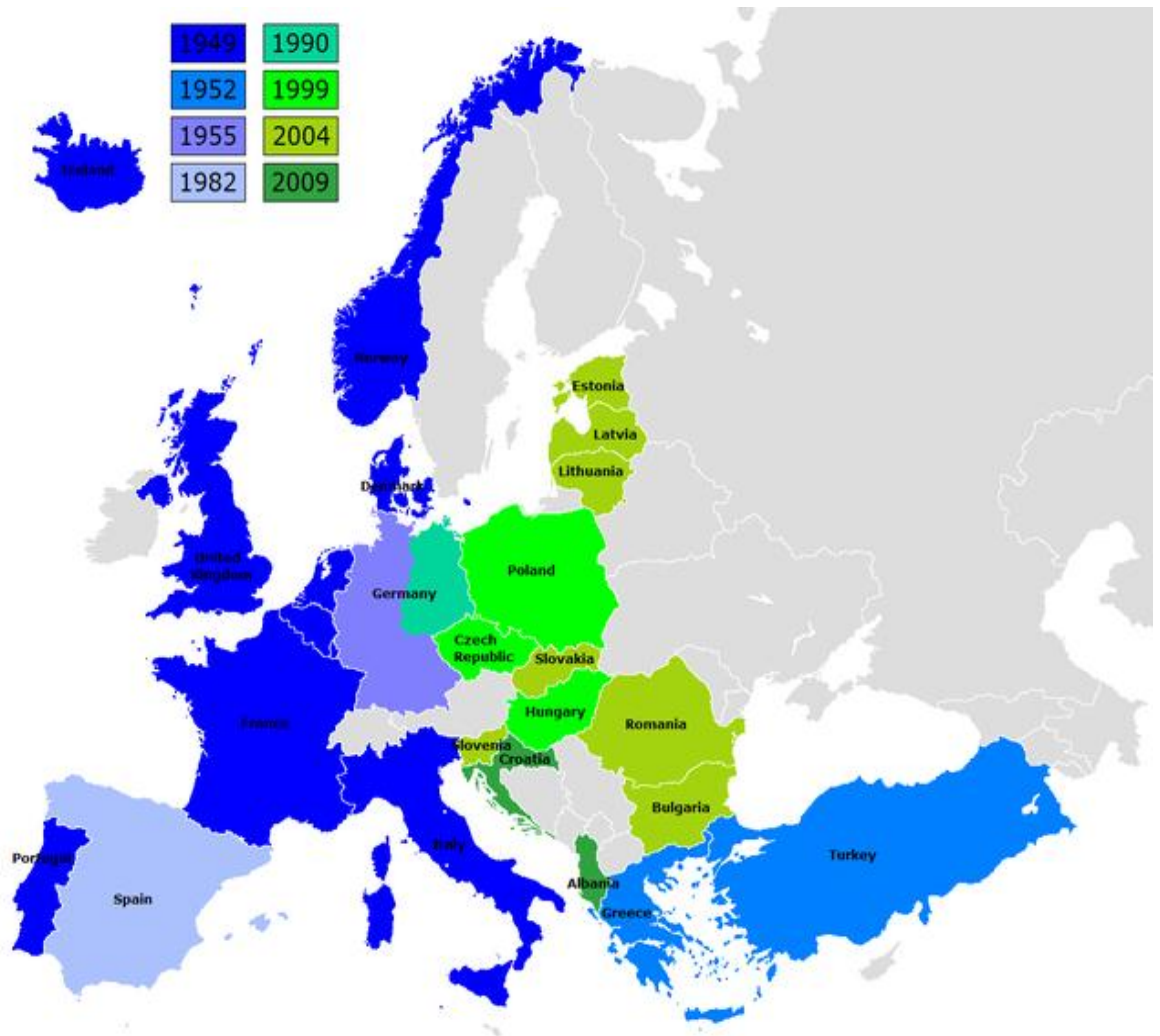 1949 1990
1952 1999
1955 2004
1982 2009
Iceland
Norway
Estonia
Latvia
Lithuania
Denmark
United
Kingdom
Poland
Germany
Czech
Republic
Slovakia
Hungary
France
Romania
Slovenia
Croatia
Bulgaria
Italy
Turkey
Portugal
Albania
Spain
Greece